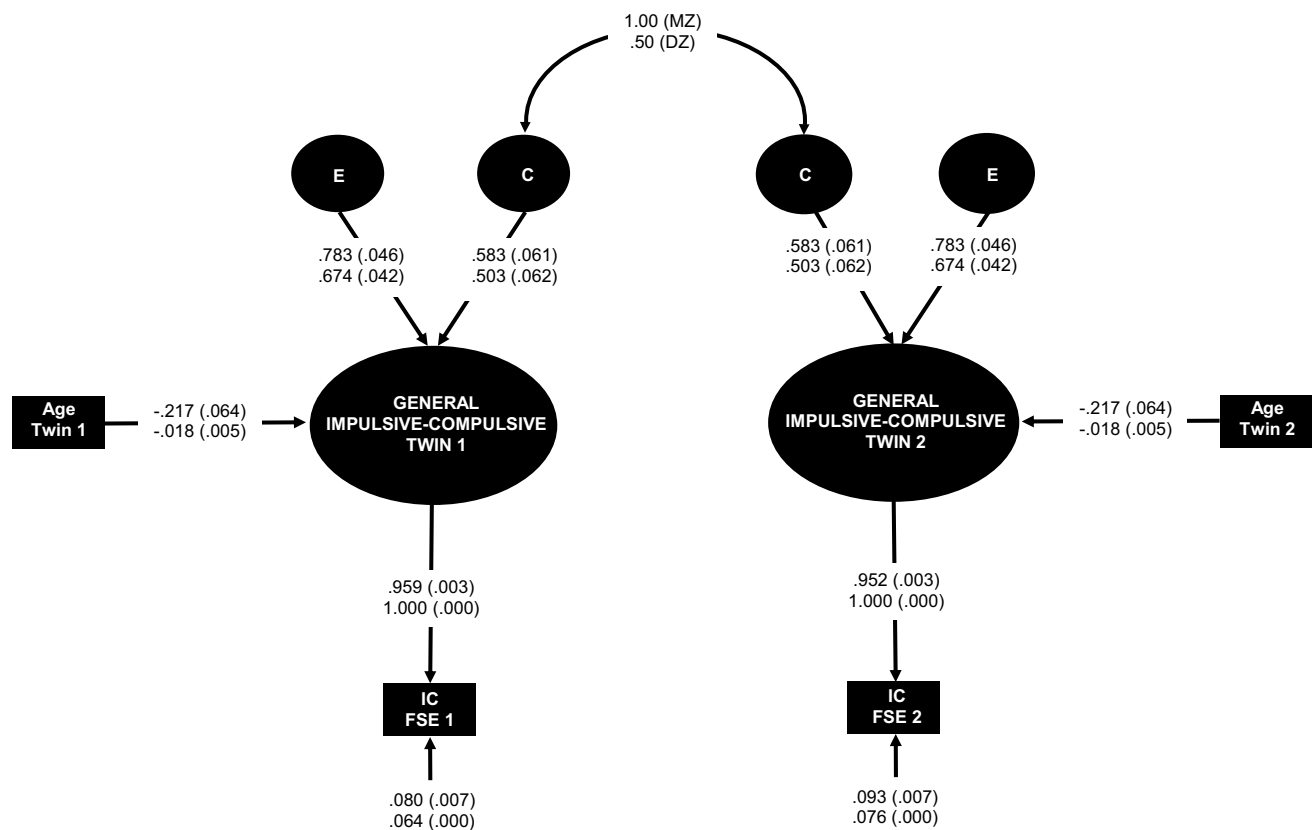 1.00 (MZ)
.50 (DZ)
E
C
C
E
.783 (.046)
.674 (.042)
.583 (.061)
.503 (.062)
.583 (.061)
.503 (.062)
.783 (.046)
.674 (.042)
Age
Twin 1
-.217 (.064)
-.018 (.005)
GENERAL
IMPULSIVE-COMPULSIVE
TWIN 1
GENERAL
IMPULSIVE-COMPULSIVE
TWIN 2
-.217 (.064)
-.018 (.005)
Age
Twin 2
.959 (.003)
1.000 (.000)
.952 (.003)
1.000 (.000)
IC
FSE 1
IC
FSE 2
.080 (.007)
.064 (.000)
.093 (.007)
.076 (.000)